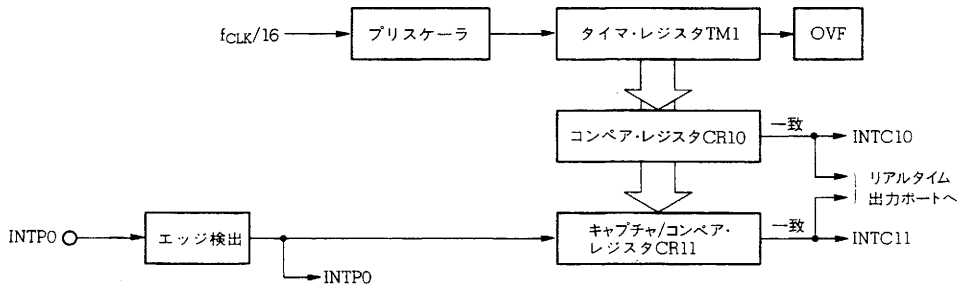 fCLK/16
プリスケーラ
タイマ・レジスタTM1
OVF
コンペア・レジスタCR10
一致
INTC10
リアルタイム
出力ポートへ
INTP0
エッジ検出
キャプチャ/コンペア・
レジスタCR11
一致
INTC11
INTP0